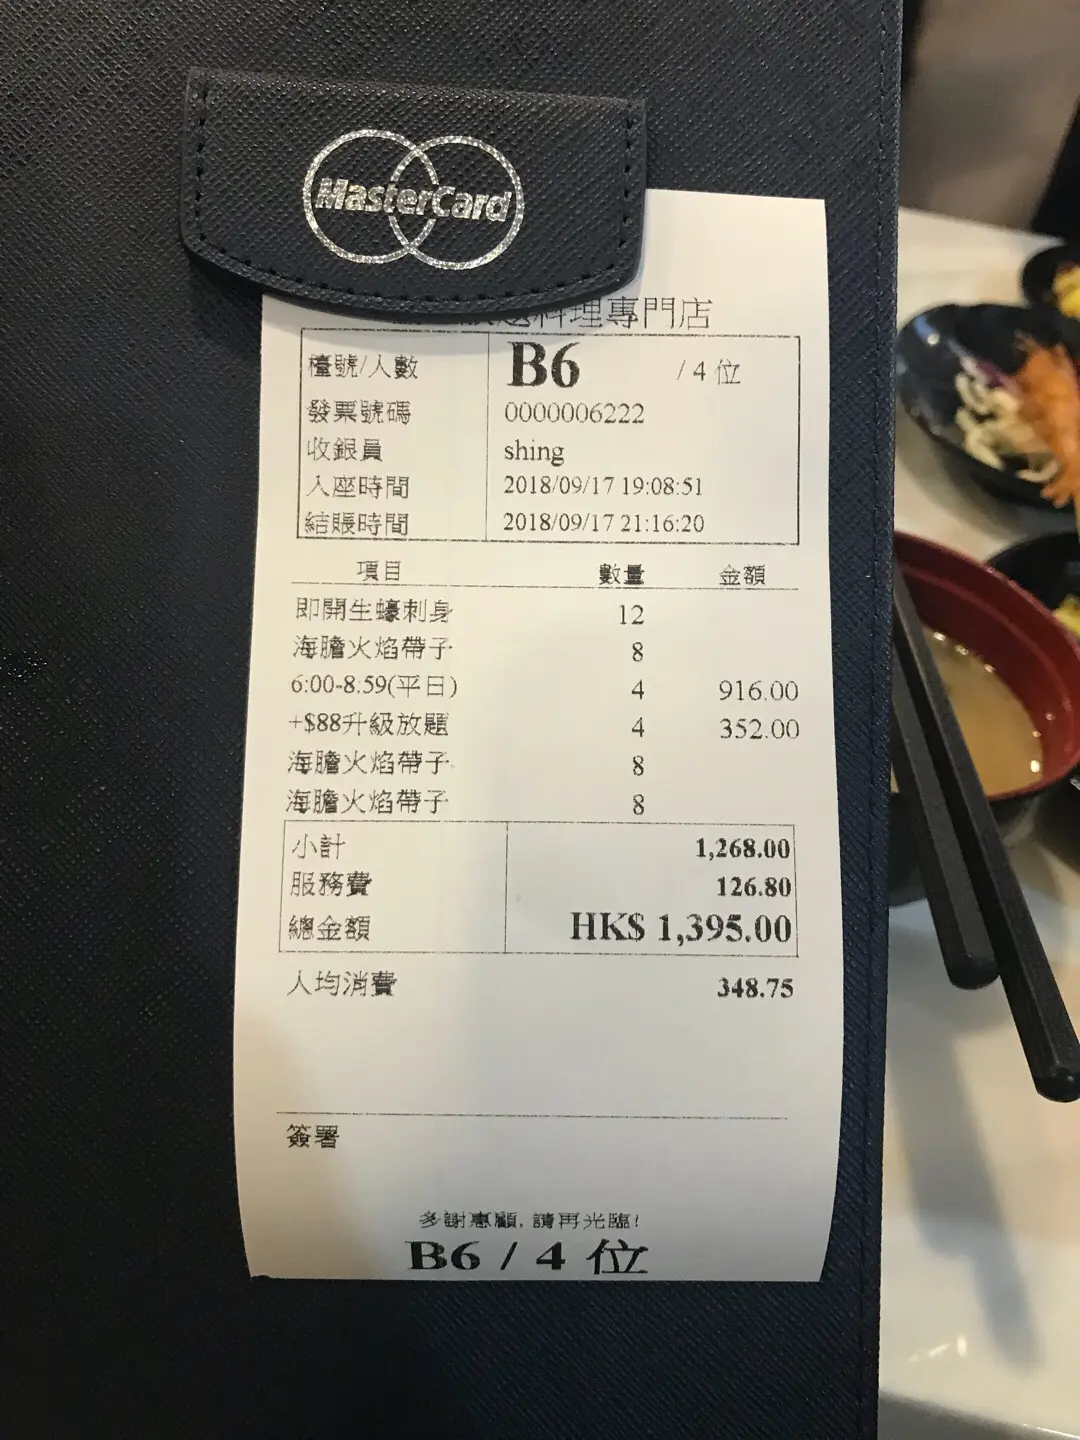 MasterCard
料理專門店
檯號/人數 B6 / 4 位
發票號碼 0000006222
收銀員 shing
入座時間 2018/09/17 19:08:51
結賬時間 2018/09/17 21:16:20
項目 數量 金額
即開生蠔刺身 12
海膽火焰帶子 8
6:00-8:59(平日) 4 916.00
+$88升級放題 4 352.00
海膽火焰帶子 8
海膽火焰帶子 8
小計 1,268.00
服務費 126.80
總金額 HK$ 1,395.00
人均消費 348.75
簽署
多謝惠顧, 請再光臨!
B6 / 4 位